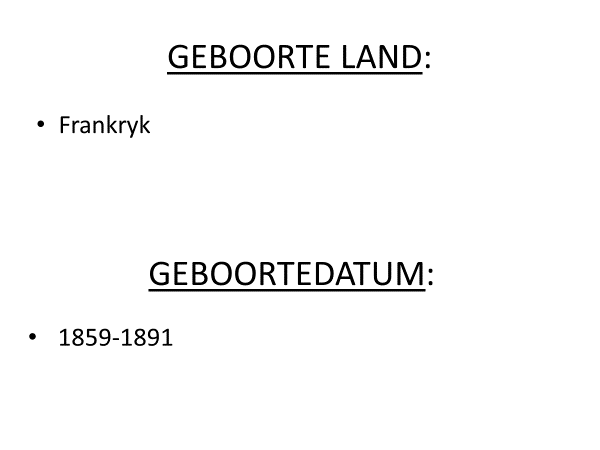 GEBOORTE LAND:
• Frankryk
GEBOORTEDATUM:
• 1859-1891